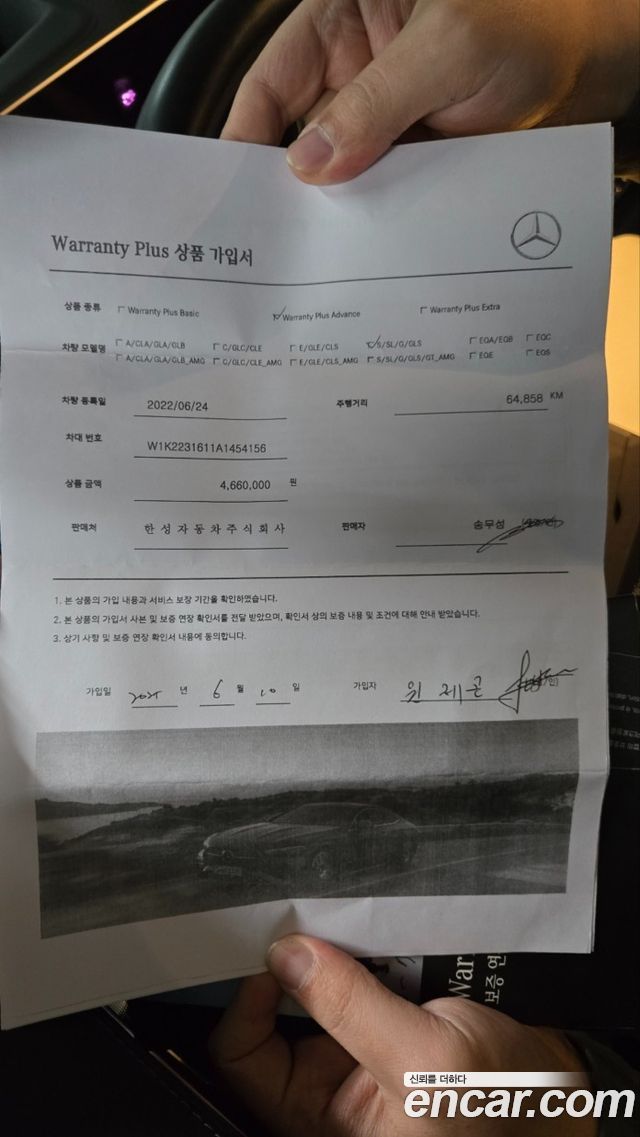 Warranty Plus 상품 가입서
상품 종류 Warranty Plus Basic Warranty Plus Advance Warranty Plus Extra
차량 모델명 A/CLA/GLA/GLB C/GLC/CLE E/GLE/CLS S/SL/G/GLS EQA/EQB EQC
A/CLA/GLA/GLB_AMG C/GLC/CLE_AMG E/GLE/CLS_AMG S/SL/G/GLS/GT_AMG EQE EQS
차량 등록일 2022/06/24 주행거리 64,858 KM
차대 번호 W1K2231611A1454156
상품 금액 4,660,000 원
판매처 한성자동차주식회사 판매자 송무성
1. 본 상품의 가입 내용과 서비스 보장 기간을 확인하였습니다.
2. 본 상품의 가입서 사본 및 보증 연장 확인서를 전달 받았으며, 확인서 상의 보증 내용 및 조건에 대해 안내 받았습니다.
3. 상기 사항 및 보증 연장 확인서 내용에 동의합니다.
가입일 2025 년 6 월 10 일 가입자 원제곤 인)
Warr
보증 연
신뢰를 더하다
encar.com